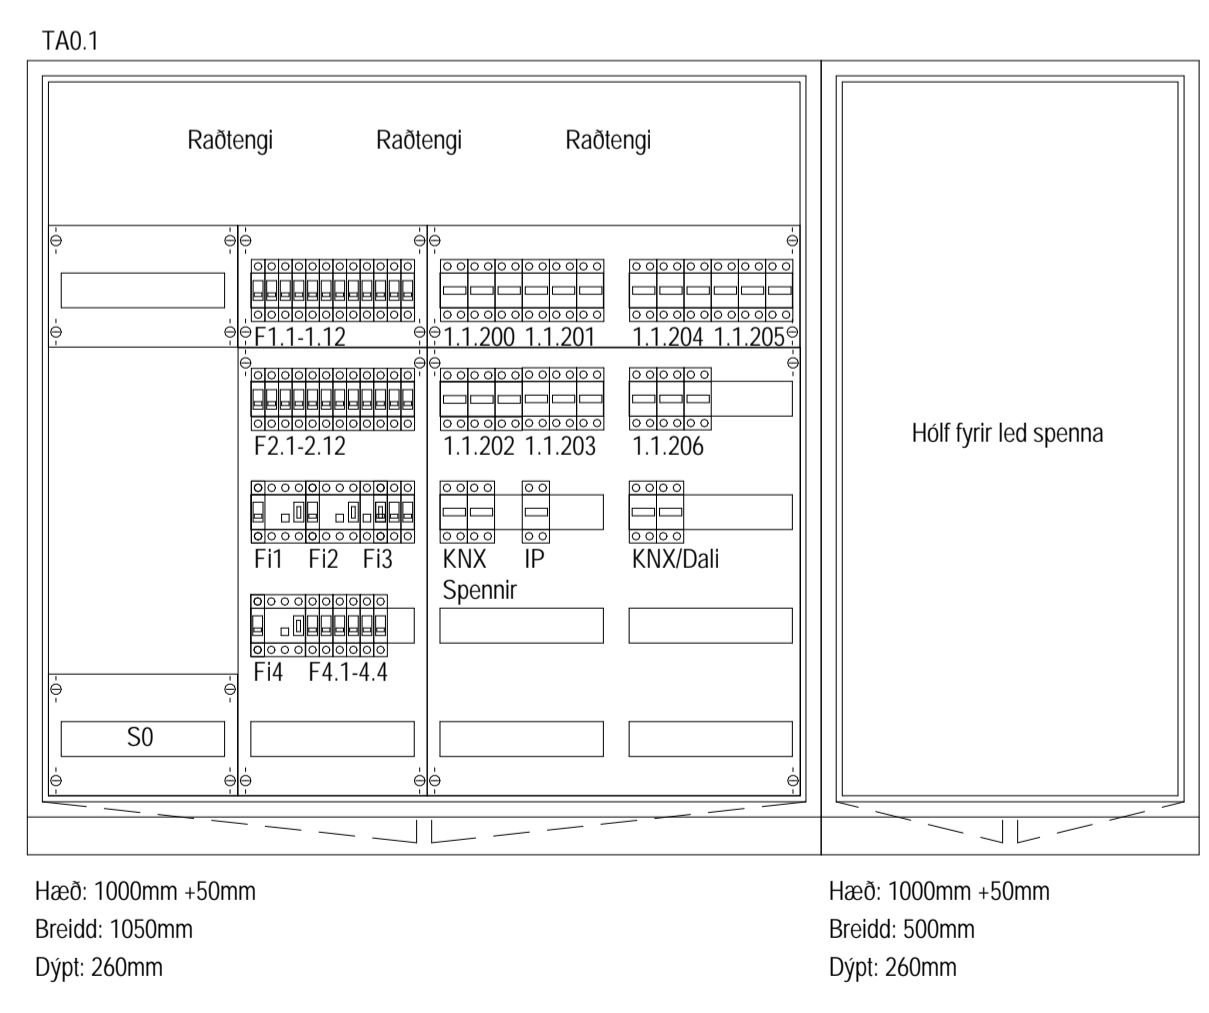 TA0.1
Raðtengi Raðtengi Raðtengi
F1.1-1.12 1.1.200 1.1.201 1.1.204 1.1.205
F2.1-2.12 1.1.202 1.1.203 1.1.206
Hólf fyrir led spenna
Fi1 Fi2 Fi3 KNX IP KNX/Dali
Spennir
Fi4 F4.1-4.4
S0
Hæð: 1000mm +50mm
Breidd: 1050mm
Dýpt: 260mm
Hæð: 1000mm +50mm
Breidd: 500mm
Dýpt: 260mm